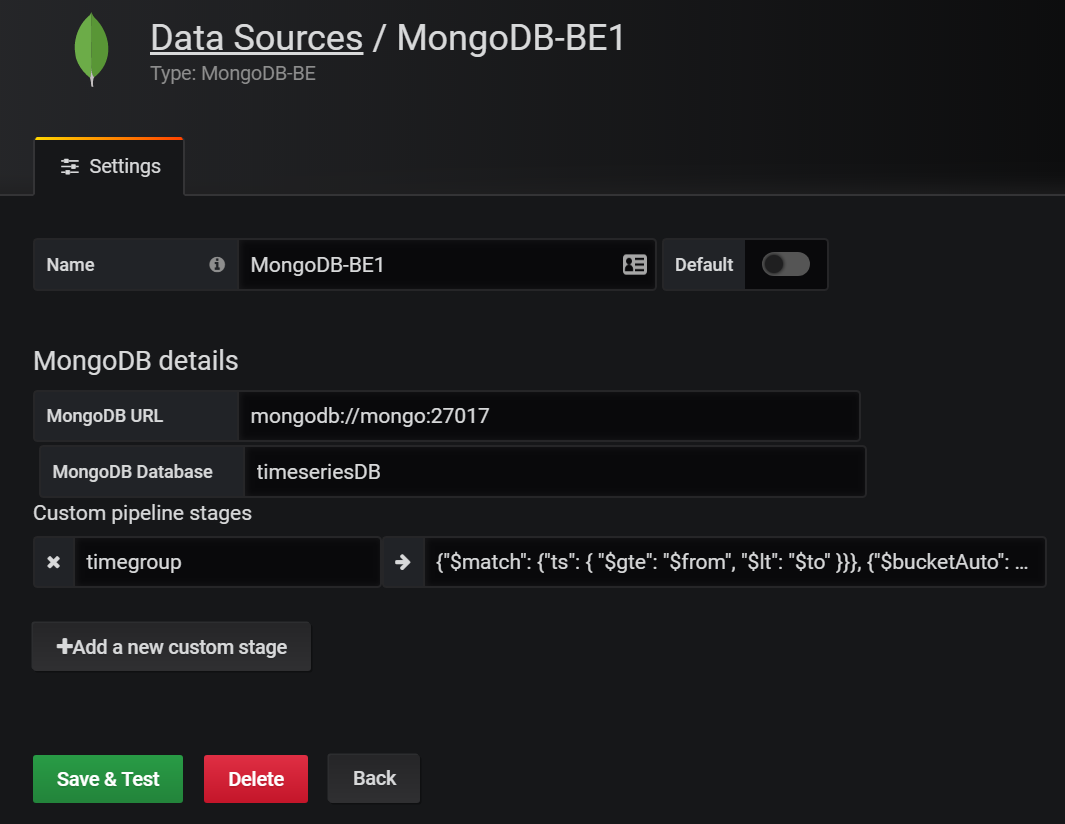 Data Sources / MongoDB-BE1
Type: MongoDB-BE
Settings
Name MongoDB-BE1 Default
MongoDB details
MongoDB URL mongodb://mongo:27017
MongoDB Database timeseriesDB
Custom pipeline stages
timegroup {"$match": {"ts": { "$gte": "$from", "$lt": "$to" }}}, {"$bucketAuto": ...
Add a new custom stage
Save & Test Delete Back